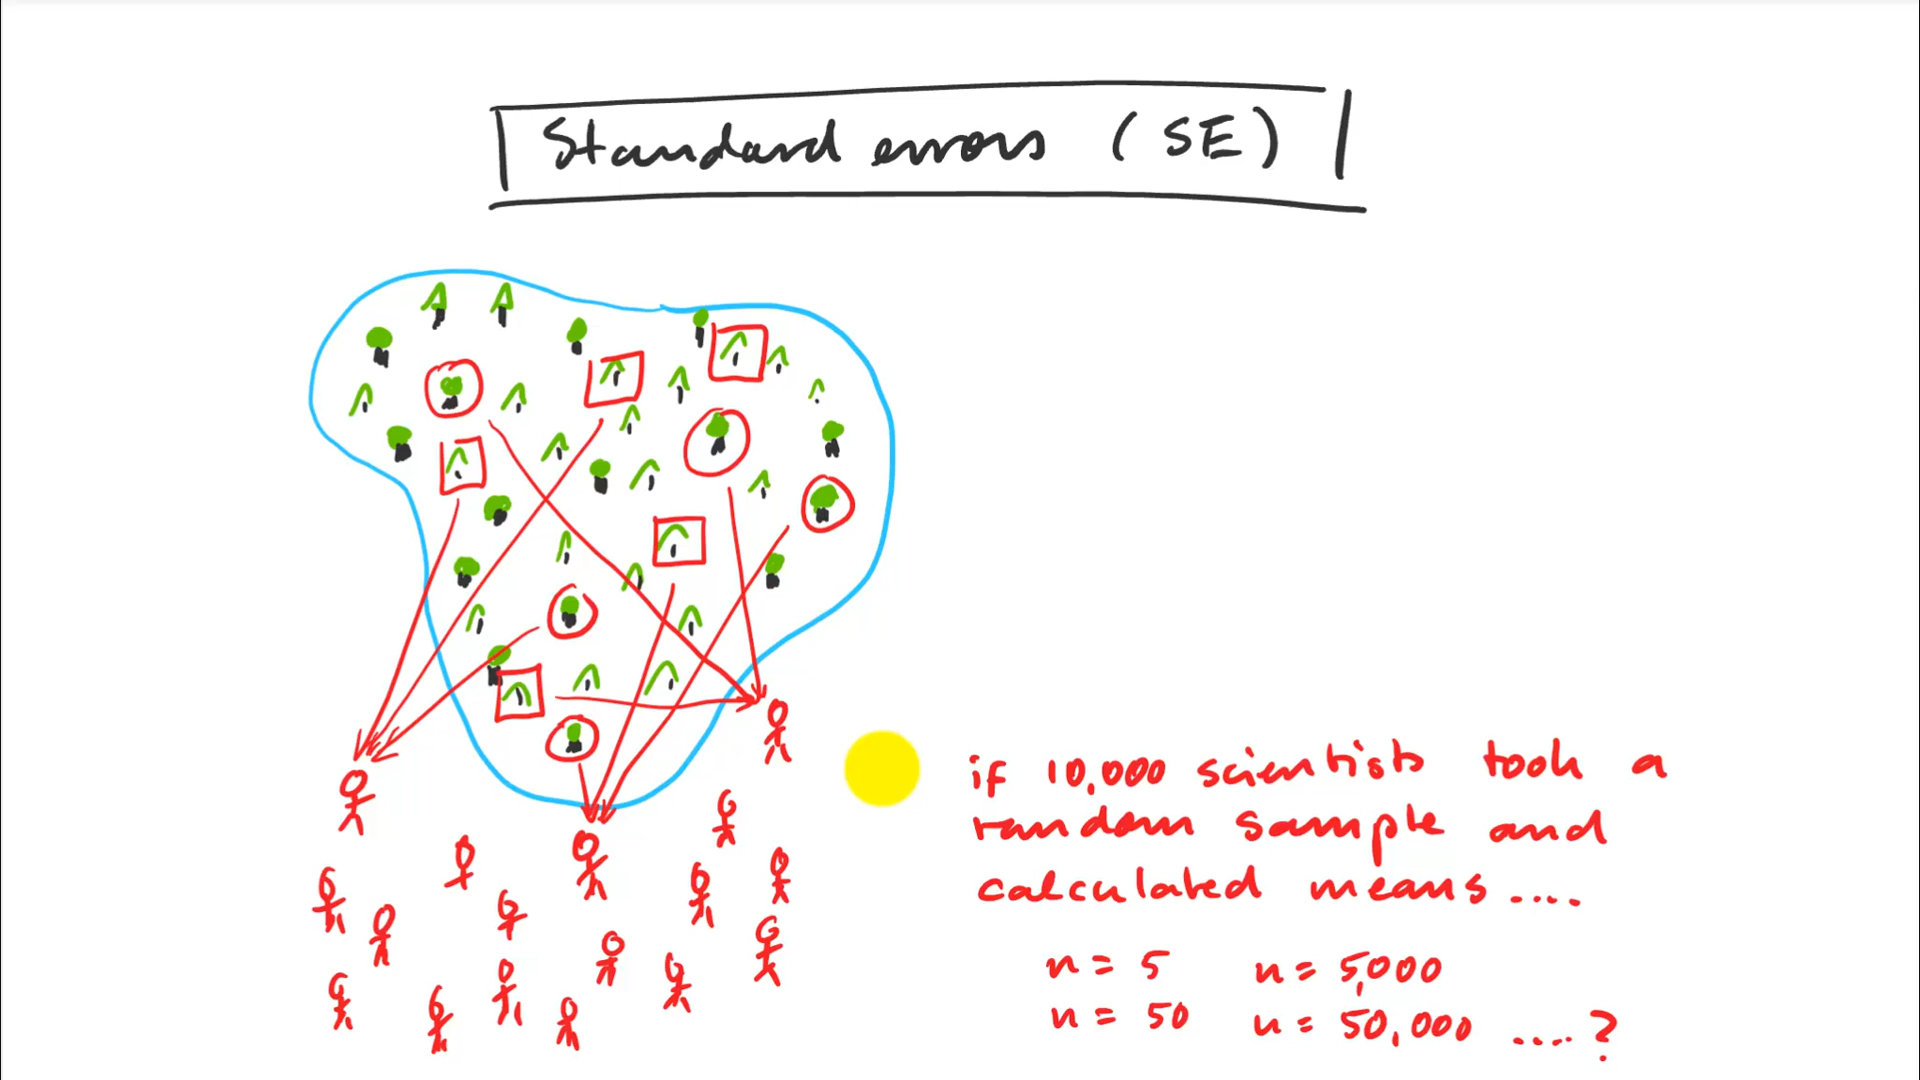 Standard errors (SE)
if 10,000 scientists took a
random sample and
calculated means ....
n = 5 n = 5,000
n = 50 n = 50,000 ....?